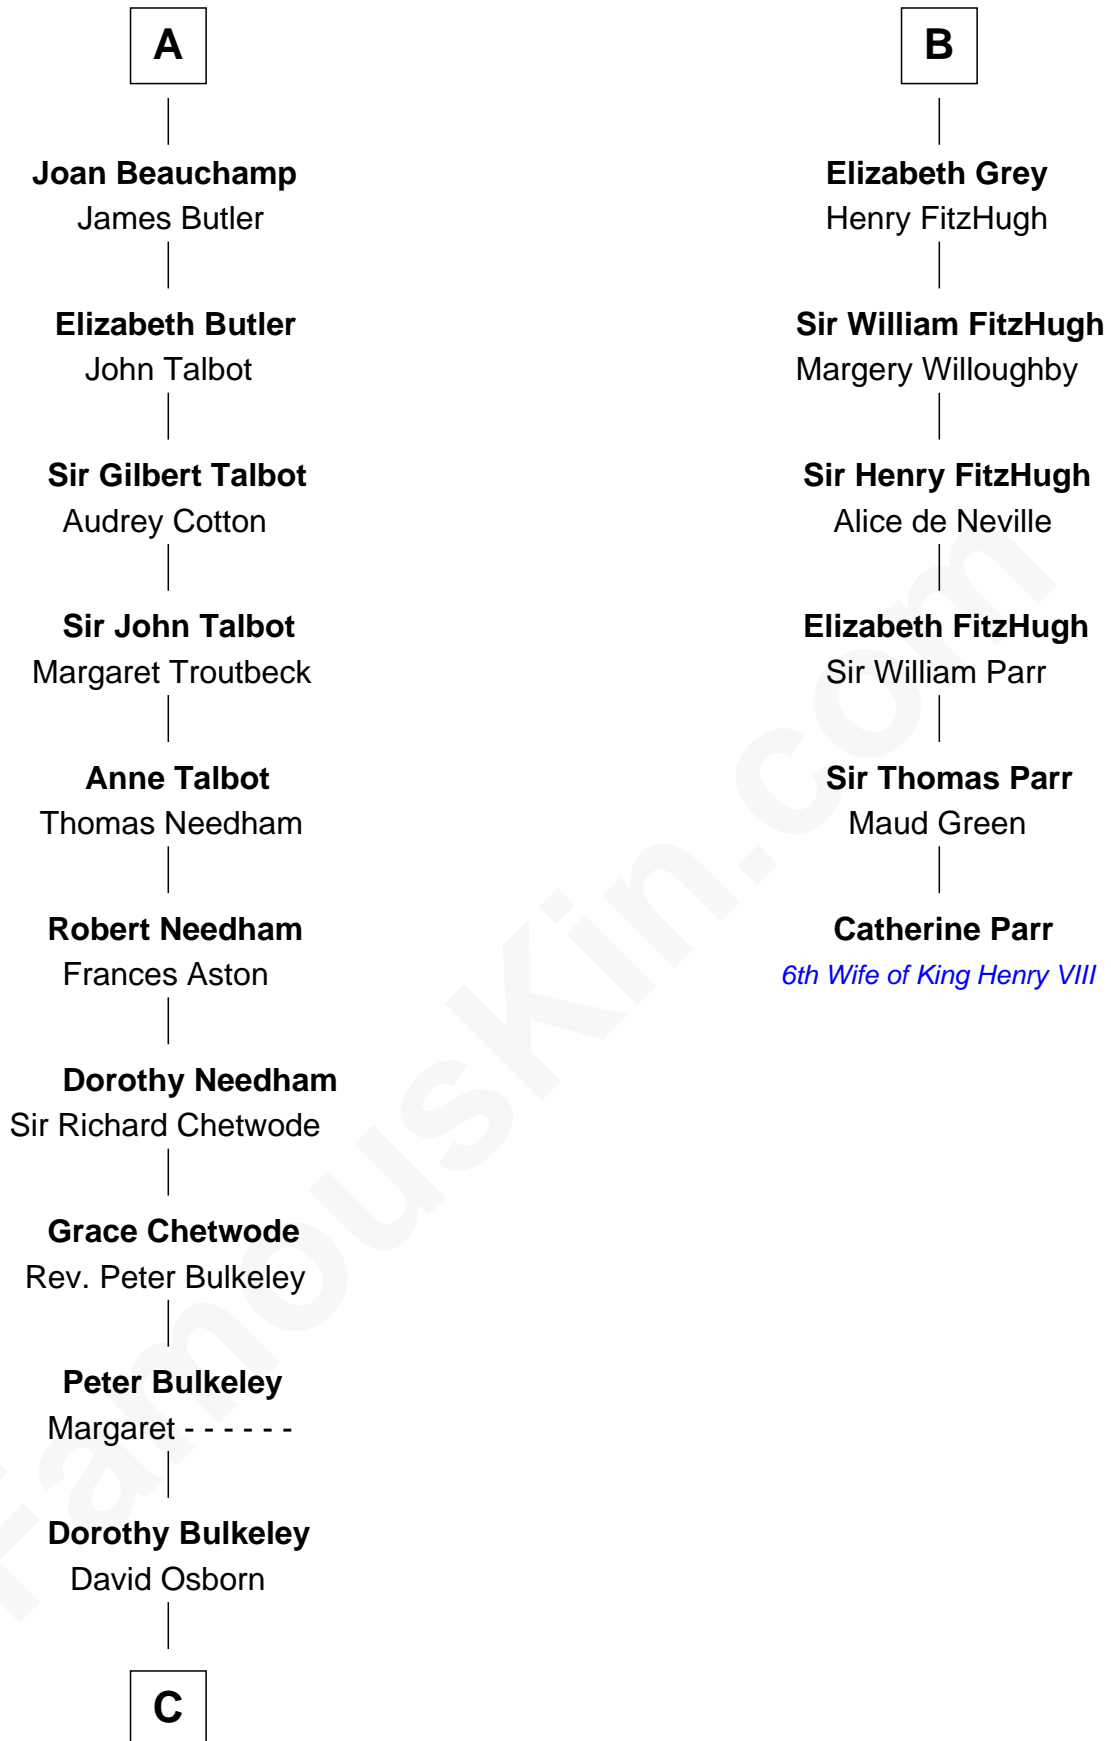 A
Joan Beauchamp
James Butler
Elizabeth Butler
John Talbot
Sir Gilbert Talbot
Audrey Cotton
Sir John Talbot
Margaret Troutbeck
Anne Talbot
Thomas Needham
Robert Needham
Frances Aston
Dorothy Needham
Sir Richard Chetwode
Grace Chetwode
Rev. Peter Bulkeley
Peter Bulkeley
Margaret - - - - - -
Dorothy Bulkeley
David Osborn
C
B
Elizabeth Grey
Henry FitzHugh
Sir William FitzHugh
Margery Willoughby
Sir Henry FitzHugh
Alice de Neville
Elizabeth FitzHugh
Sir William Parr
Sir Thomas Parr
Maud Green
Catherine Parr
6th Wife of King Henry VIII
FamousKin.com